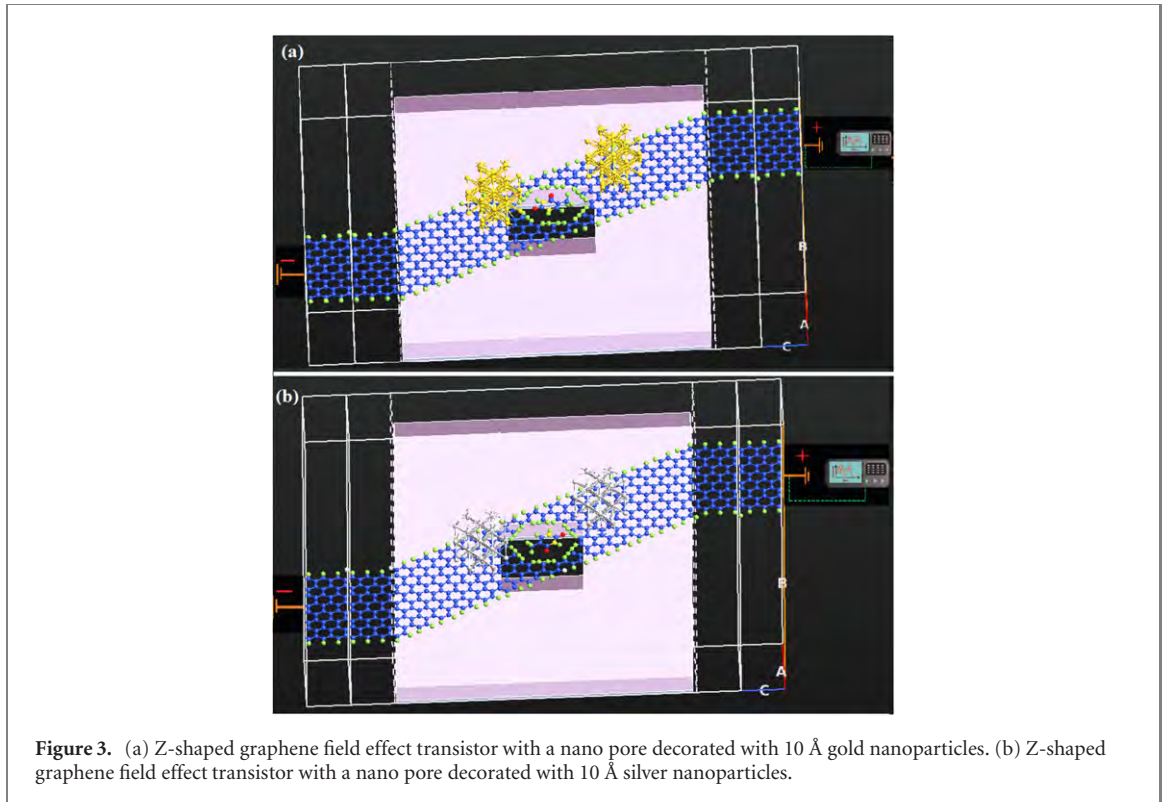 (a)
+
B
−
A
C
(b)
+
B
−
A
C
Figure 3. (a) Z-shaped graphene field effect transistor with a nano pore decorated with 10 Å gold nanoparticles. (b) Z-shaped
graphene field effect transistor with a nano pore decorated with 10 Å silver nanoparticles.